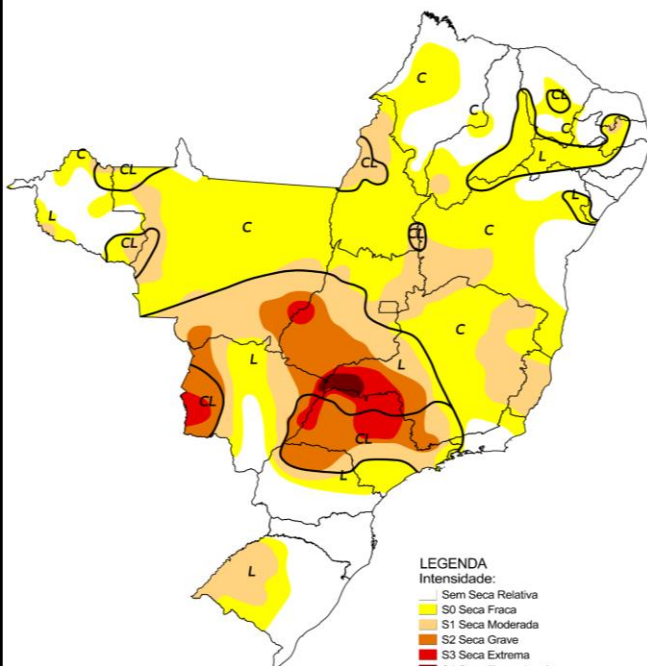 C
CL
C
C
CL
C
CL
L
L
L
CL
C
C
CL
C
L
L
CL
CL
L
L
LEGENDA
Intensidade:
Sem Seca Relativa
S0 Seca Fraca
S1 Seca Moderada
S2 Seca Grave
S3 Seca Extrema